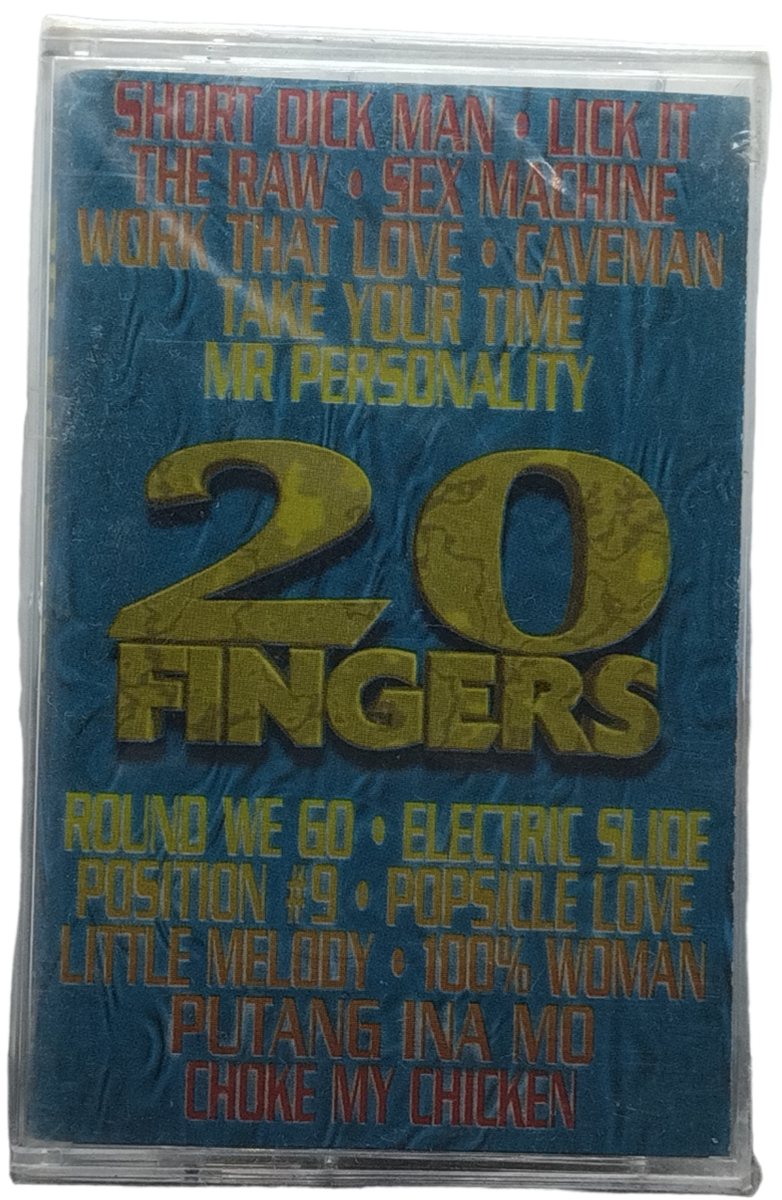 SHORT DICK MAN • LICK IT
THE RAW • SEX MACHINE
WORK THAT LOVE • CAVEMAN
TAKE YOUR TIME
MR PERSONALITY
20
FINGERS
ROUND WE GO • ELECTRIC SLIDE
POSITION #9 • POPSICLE LOVE
LITTLE MELODY • 100% WOMAN
PUTANG INA MO
CHOKE MY CHICKEN